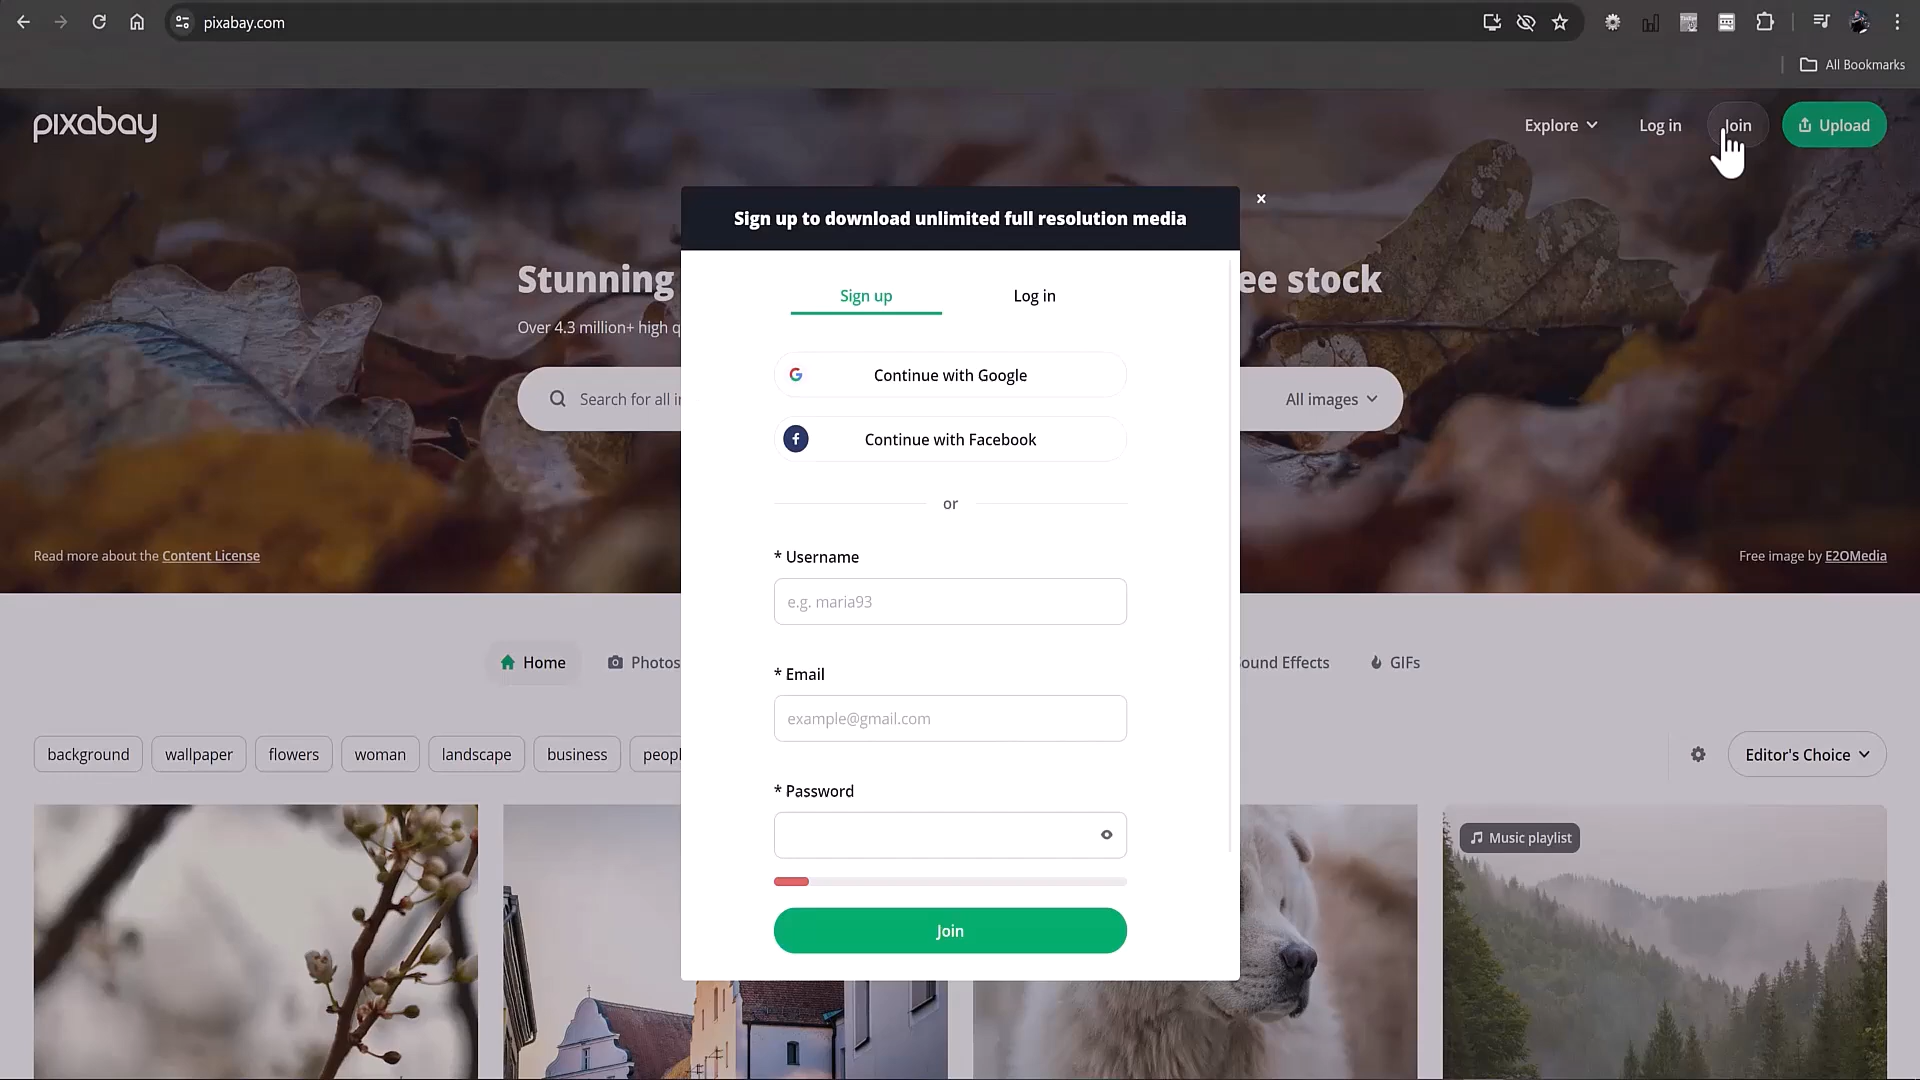 pixabay.com
All Bookmarks
pixabay
Explore
Log in
Join
Upload
Sign up to download unlimited full resolution media
×
Stunning
ee stock
Over 4.3 million+ high q
Sign up
Log in
Continue with Google
Search for all i
All images
Continue with Facebook
or
Read more about the Content License
Free image by E2OMedia
* Username
e.g. maria93
Home
Photos
ound Effects
GIFs
* Email
example@gmail.com
background
wallpaper
flowers
woman
landscape
business
peopl
Editor's Choice
* Password
Music playlist
Join